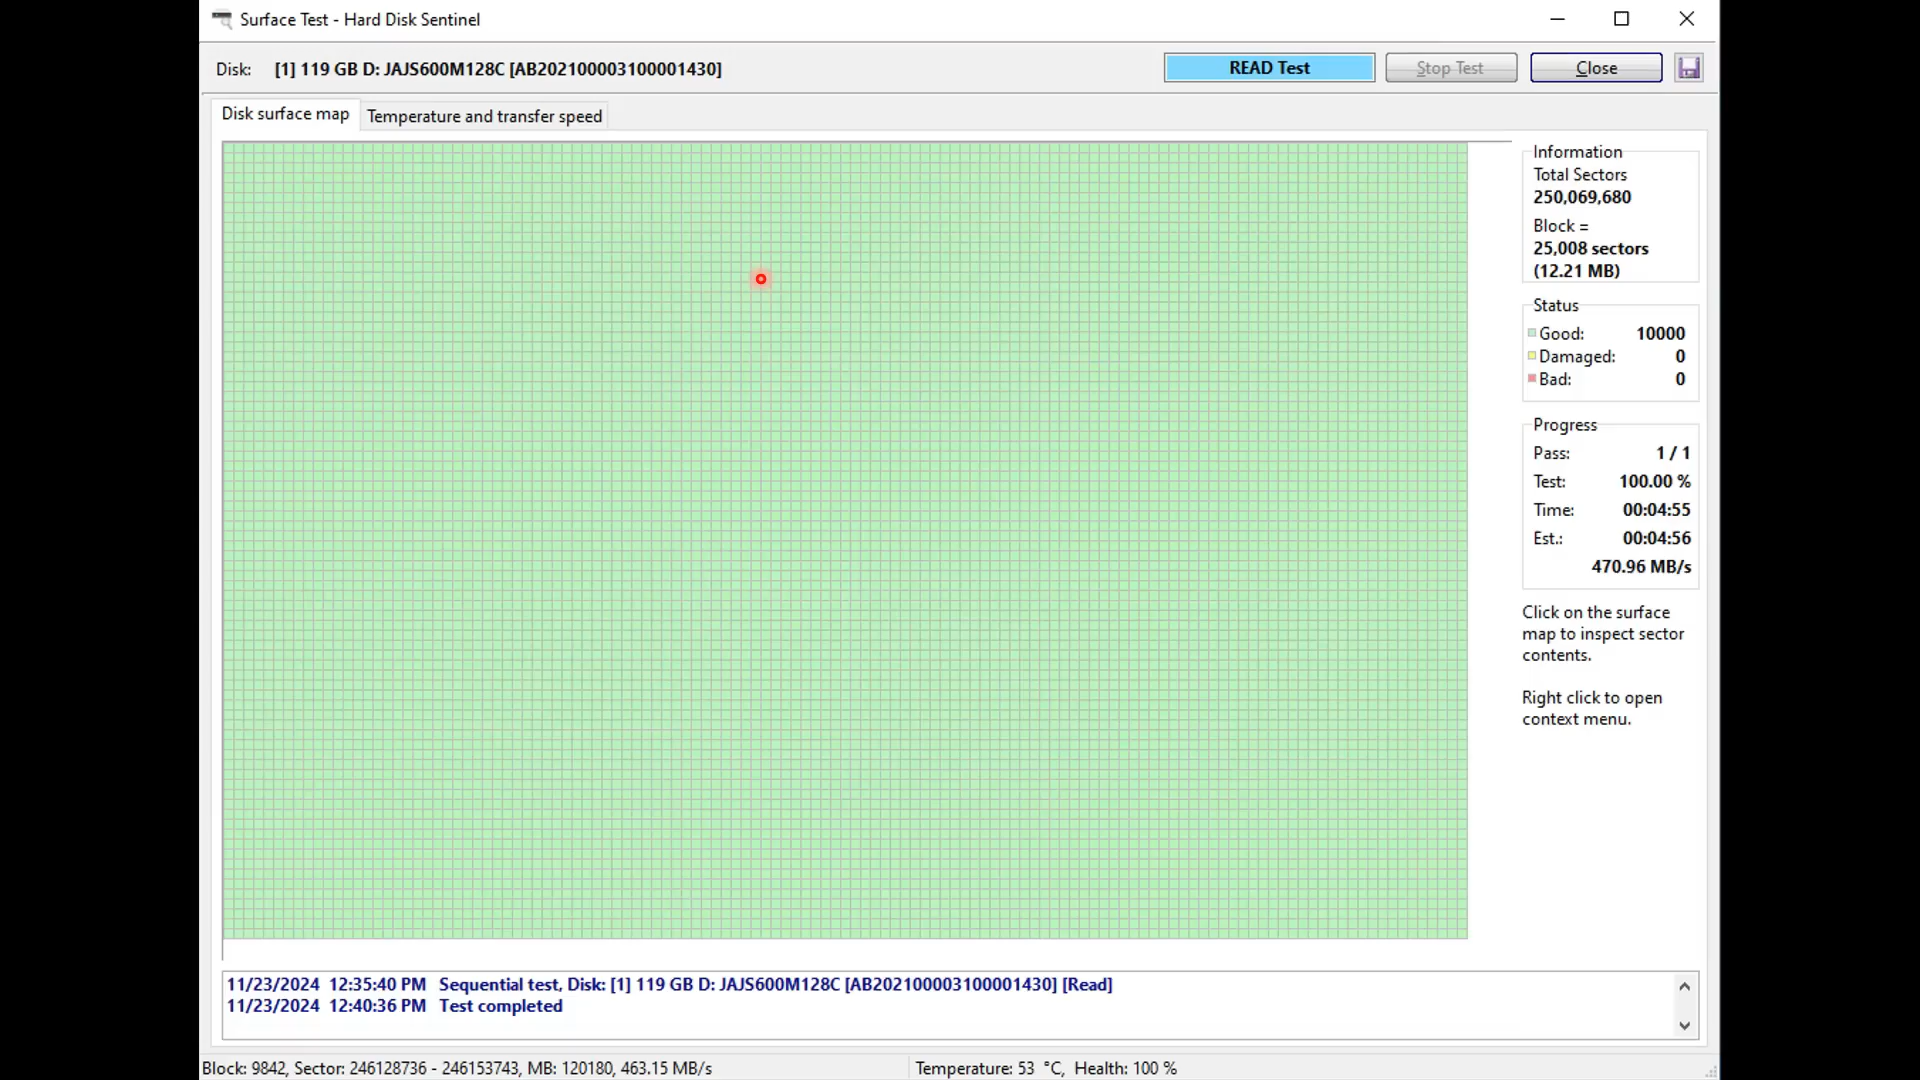 Surface Test - Hard Disk Sentinel
Disk: [1] 119 GB D: JAJS600M128C [AB202100003100001430]
READ Test
Stop Test
Close
Disk surface map
Temperature and transfer speed
Information
Total Sectors
250,069,680
Block =
25,008 sectors
(12.21 MB)
Status
Good: 10000
Damaged: 0
Bad: 0
Progress
Pass: 1 / 1
Test: 100.00 %
Time: 00:04:55
Est.: 00:04:56
470.96 MB/s
Click on the surface
map to inspect sector
contents.
Right click to open
context menu.
11/23/2024 12:35:40 PM Sequential test, Disk: [1] 119 GB D: JAJS600M128C [AB202100003100001430] [Read]
11/23/2024 12:40:36 PM Test completed
Block: 9842, Sector: 246128736 - 246153743, MB: 120180, 463.15 MB/s
Temperature: 53 °C, Health: 100 %